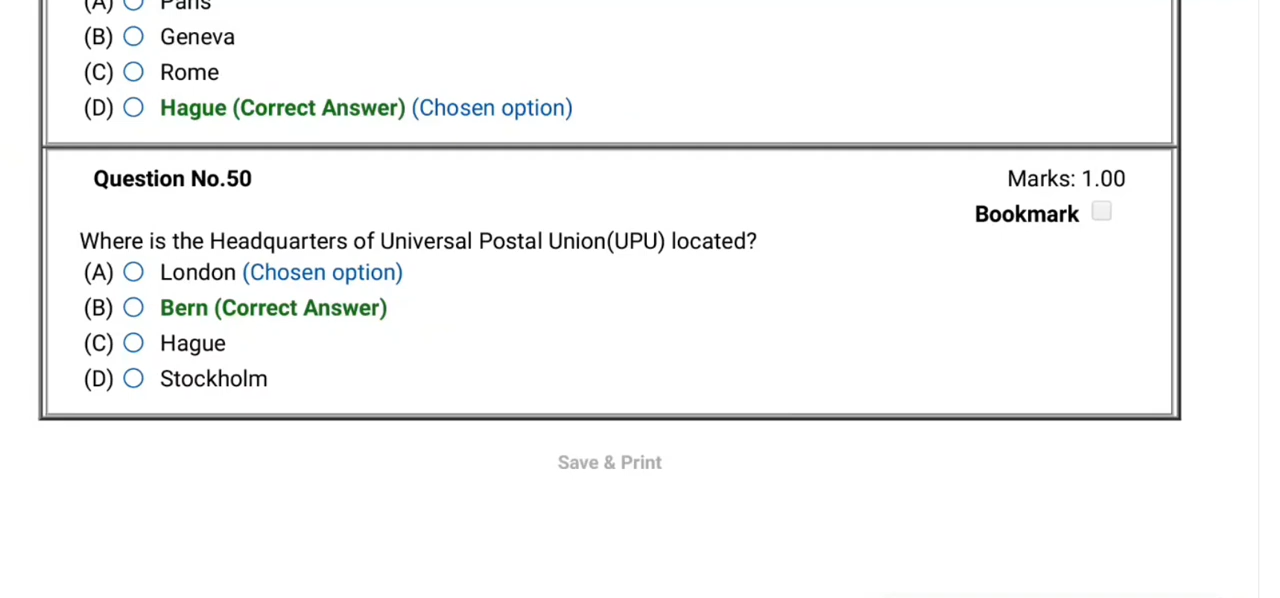 (A) Paris
(B) Geneva
(C) Rome
(D) Hague (Correct Answer) (Chosen option)
Question No.50 Marks: 1.00
Bookmark
Where is the Headquarters of Universal Postal Union(UPU) located?
(A) London (Chosen option)
(B) Bern (Correct Answer)
(C) Hague
(D) Stockholm
Save & Print